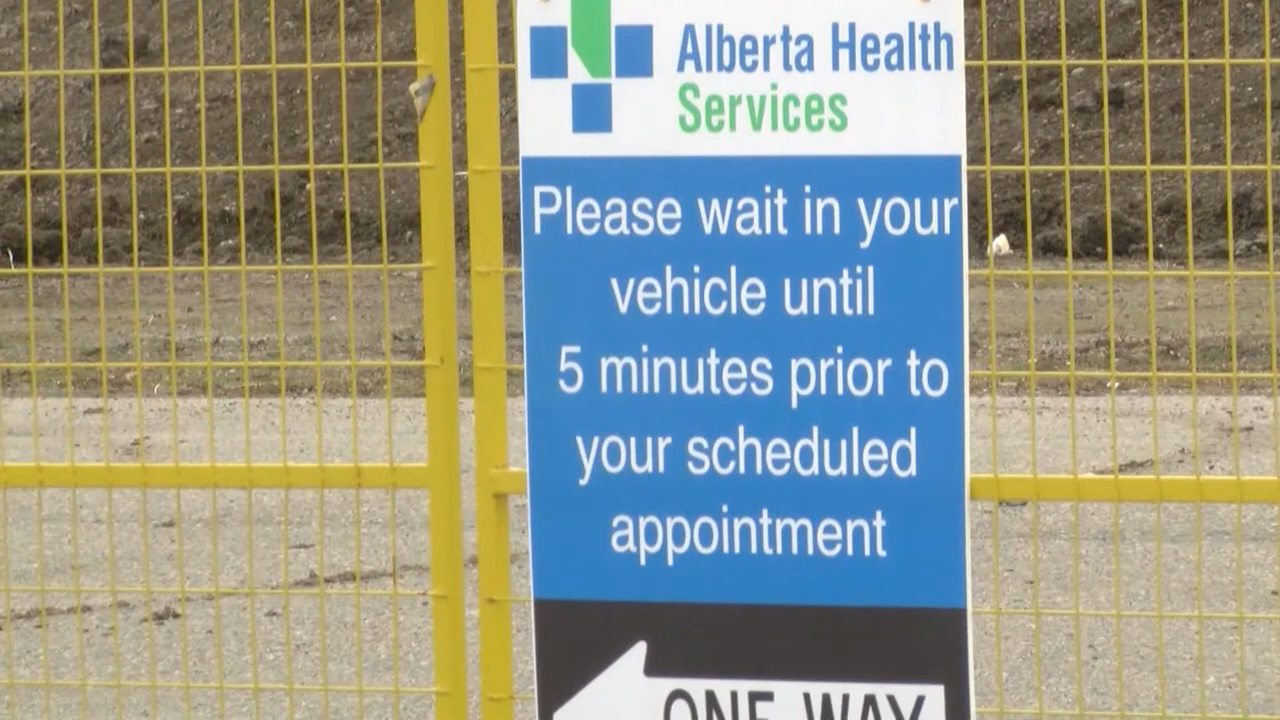 Alberta Health
Services
Please wait in your
vehicle until
5 minutes prior to
your scheduled
appointment
ONE WAY